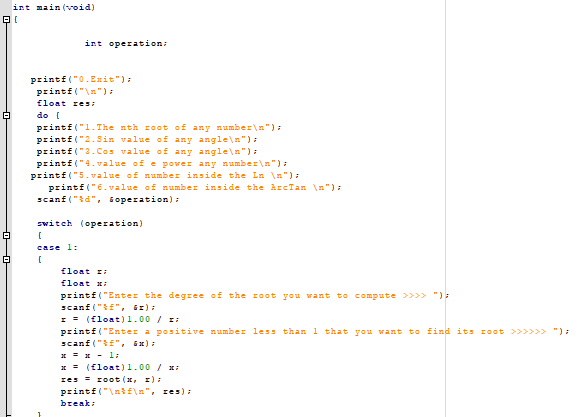 int main(void)
{
int operation;
printf("0.Exit");
printf("\n");
float res;
do {
printf("1.The nth root of any number\n");
printf("2.Sin value of any angle\n");
printf("3.Cos value of any angle\n");
printf("4.value of e power any number\n");
printf("5.value of number inside the Ln \n");
printf("6.value of number inside the ArcTan \n");
scanf("%d", &operation);
switch (operation)
{
case 1:
{
float r;
float x;
printf("Enter the degree of the root you want to compute >>>> ");
scanf("%f", &r);
r = (float)1.00 / r;
printf("Enter a positive number less than 1 that you want to find its root >>>>>> ");
scanf("%f", &x);
x = x - 1;
x = (float)1.00 / x;
res = root(x, r);
printf("\n%f\n", res);
break;
}